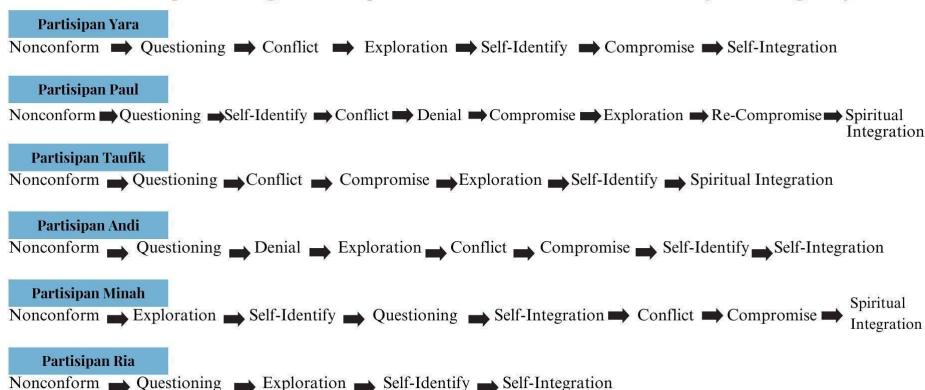 Partisipan Yara
Nonconform Questioning Conflict Exploration Self-Identify Compromise Self-Integration
Partisipan Paul
Nonconform Questioning Self-Identify Conflict Denial Compromise Exploration Re-Compromise Spiritual
Integration
Partisipan Taufik
Nonconform Questioning Conflict Compromise Exploration Self-Identify Spiritual Integration
Partisipan Andi
Nonconform Questioning Denial Exploration Conflict Compromise Self-Identify Self-Integration
Partisipan Minah
Nonconform Exploration Self-Identify Questioning Self-Integration Conflict Compromise Spiritual
Integration
Partisipan Ria
Nonconform Questioning Exploration Self-Identify Self-Integration